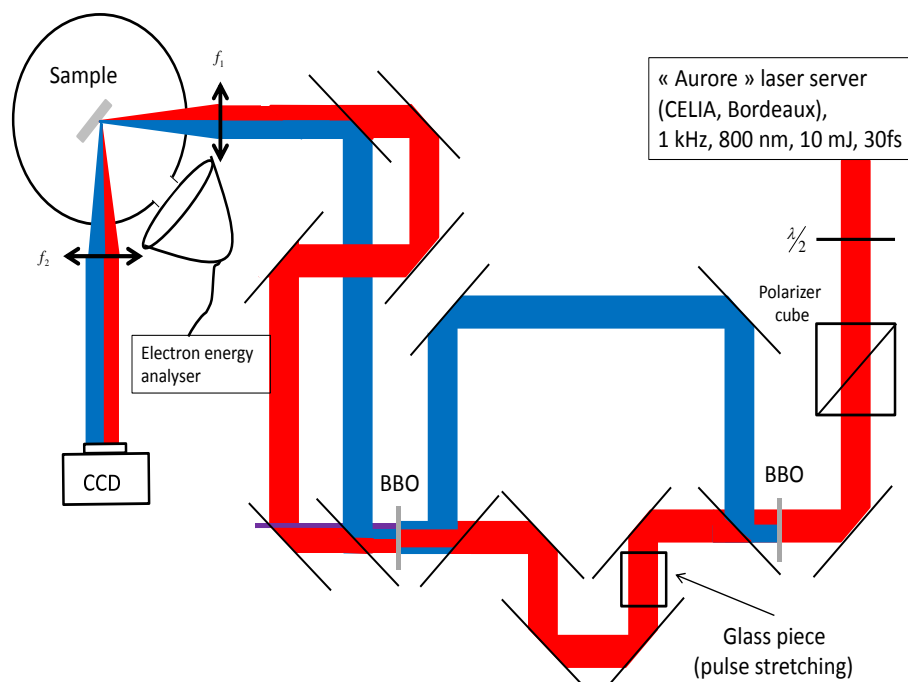 Sample
f₁
« Aurore » laser server
(CELIA, Bordeaux),
1 kHz, 800 nm, 10 mJ, 30fs
λ/2
Polarizer
cube
f₂
Electron energy
analyser
CCD
BBO
BBO
Glass piece
(pulse stretching)